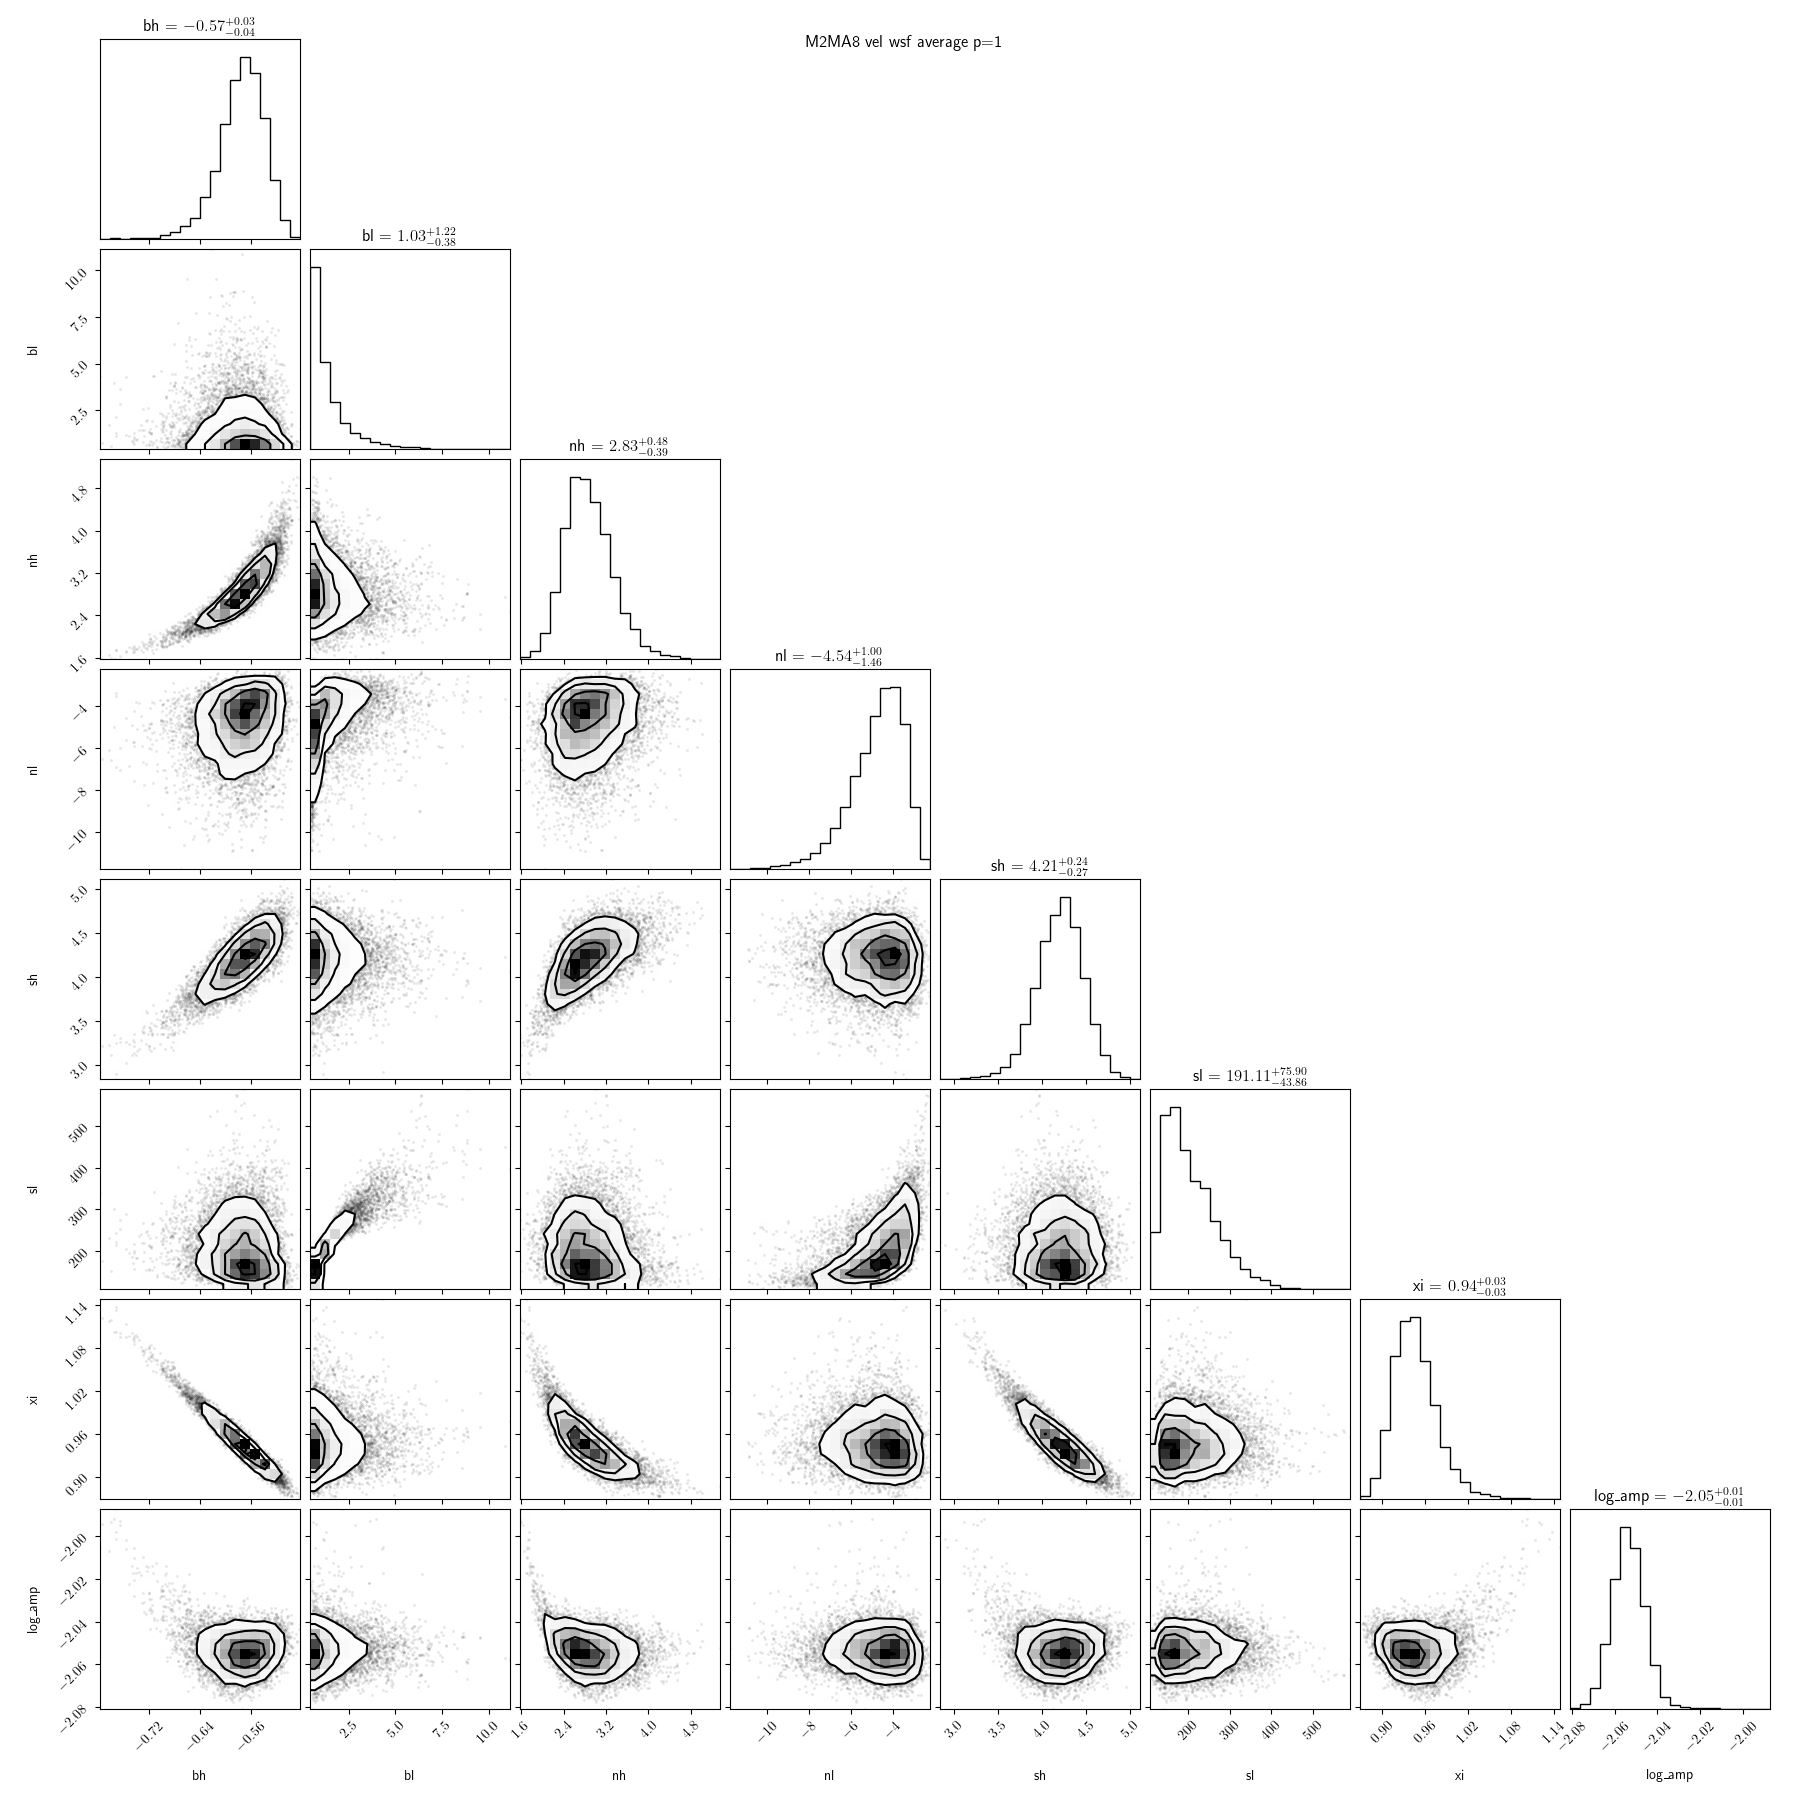 bh = −0.57+0.03−0.04
M2MA8 vel wsf average p=1
bl = 1.03+1.22−0.38
10.0
7.5
5.0
2.5
bl
nh = 2.83+0.48−0.39
4.8
4.0
3.2
2.4
1.6
nh
nl = −4.54+1.00−1.46
−4
−6
−8
−10
nl
sh = 4.21+0.24−0.27
5.0
4.5
4.0
3.5
3.0
sh
sl = 191.11+75.90−43.86
500
400
300
200
sl
xi = 0.94+0.03−0.03
1.14
1.08
1.02
0.96
0.90
xi
log_amp = −2.05+0.01−0.01
−2.00
−2.02
−2.04
−2.06
−2.08
log_amp
−0.72 −0.64 −0.56 2.5 5.0 7.5 10.0 1.6 2.4 3.2 4.0 4.8 −10 −8 −6 −4 3.0 3.5 4.0 4.5 5.0 200 300 400 500 0.90 0.96 1.02 1.08 1.14 −2.08 −2.06 −2.04 −2.02 −2.00
bh bl nh nl sh sl xi log_amp